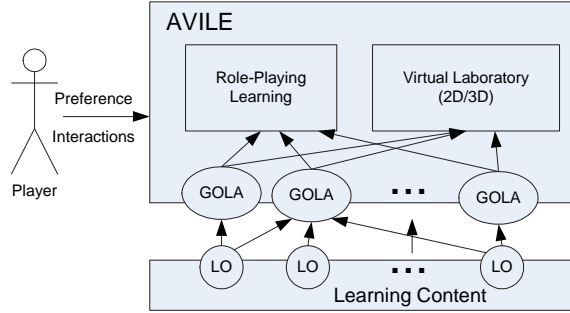 AVILE
Role-Playing
Learning
Virtual Laboratory
(2D/3D)
Preference
Interactions
Player
GOLA
GOLA
...
GOLA
LO
LO
...
LO
Learning Content